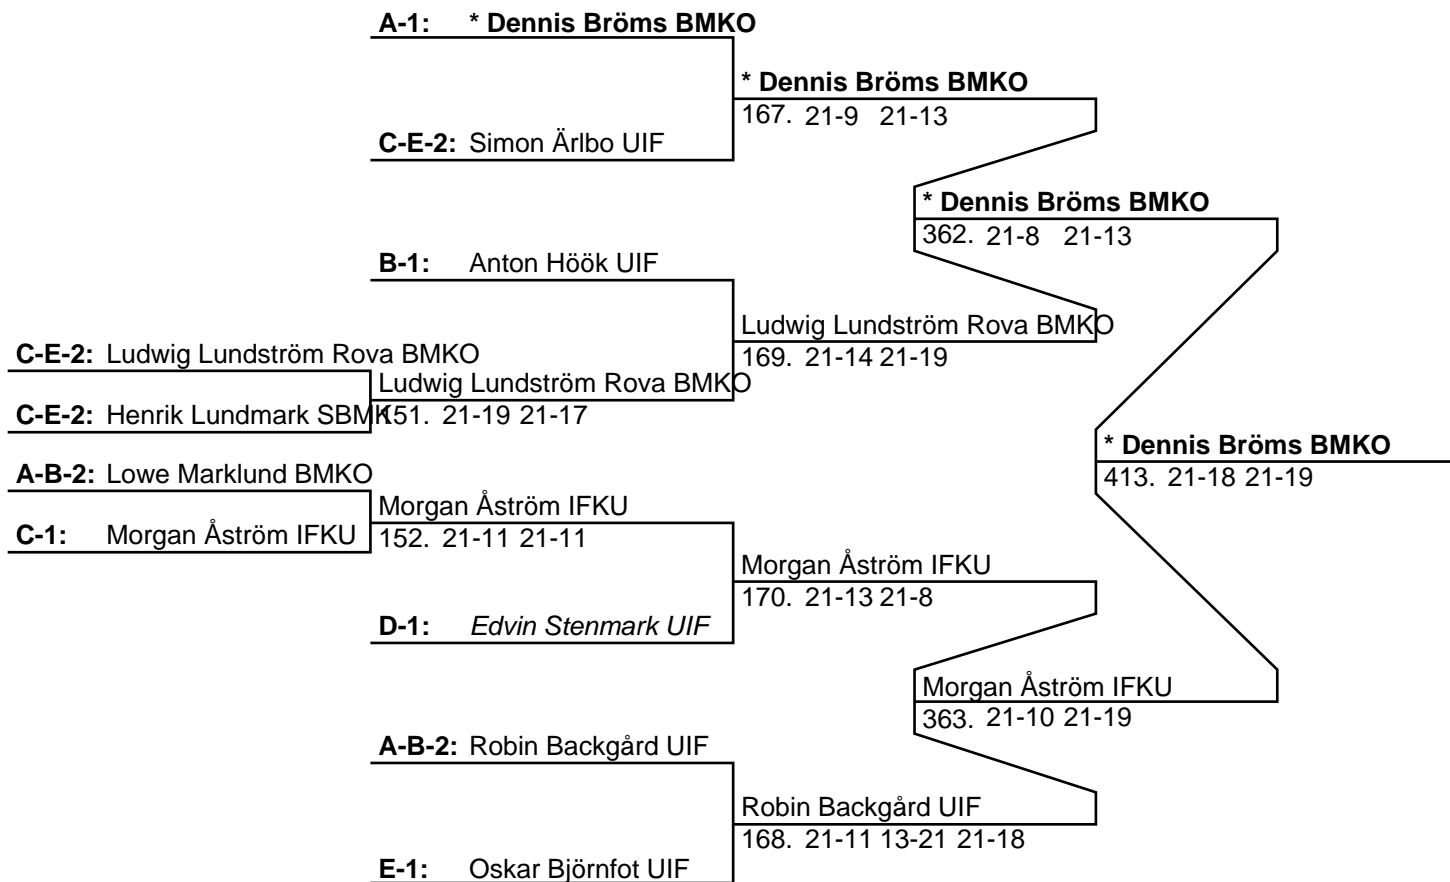 A-1: * Dennis Bröms BMKO
* Dennis Bröms BMKO
167. 21-9 21-13
C-E-2: Simon Ärlbo UIF
* Dennis Bröms BMKO
362. 21-8 21-13
B-1: Anton Höök UIF
Ludwig Lundström Rova BMKO
169. 21-14 21-19
C-E-2: Ludwig Lundström Rova BMKO
Ludwig Lundström Rova BMKO
C-E-2: Henrik Lundmark SBMK
151. 21-19 21-17
* Dennis Bröms BMKO
413. 21-18 21-19
A-B-2: Lowe Marklund BMKO
Morgan Åström IFKU
152. 21-11 21-11
C-1: Morgan Åström IFKU
Morgan Åström IFKU
170. 21-13 21-8
D-1: Edvin Stenmark UIF
Morgan Åström IFKU
363. 21-10 21-19
A-B-2: Robin Backgård UIF
Robin Backgård UIF
168. 21-11 13-21 21-18
E-1: Oskar Björnfot UIF